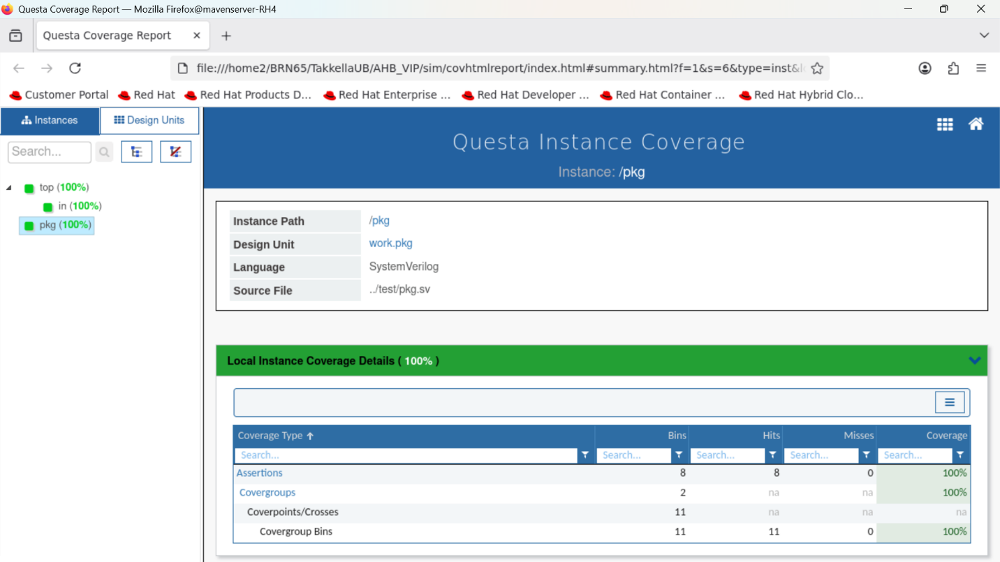 Questa Coverage Report — Mozilla Firefox@mavenserver-RH4
Questa Coverage Report
file:///home2/BRN65/TakkellaUB/AHB_VIP/sim/covhtmlreport/index.html#summary.html?f=1&s=6&type=inst&
Customer Portal Red Hat Red Hat Products D... Red Hat Enterprise ... Red Hat Developer ... Red Hat Container ... Red Hat Hybrid Clo...
Instances Design Units
Search...
top (100%)
in (100%)
pkg (100%)
Questa Instance Coverage
Instance: /pkg
Instance Path /pkg
Design Unit work.pkg
Language SystemVerilog
Source File ../test/pkg.sv
Local Instance Coverage Details ( 100% )
Coverage Type Bins Hits Misses Coverage
Search... Search... Search... Search... Search...
Assertions 8 8 0 100%
Covergroups 2 na na 100%
Coverpoints/Crosses 11 na na na
Covergroup Bins 11 11 0 100%